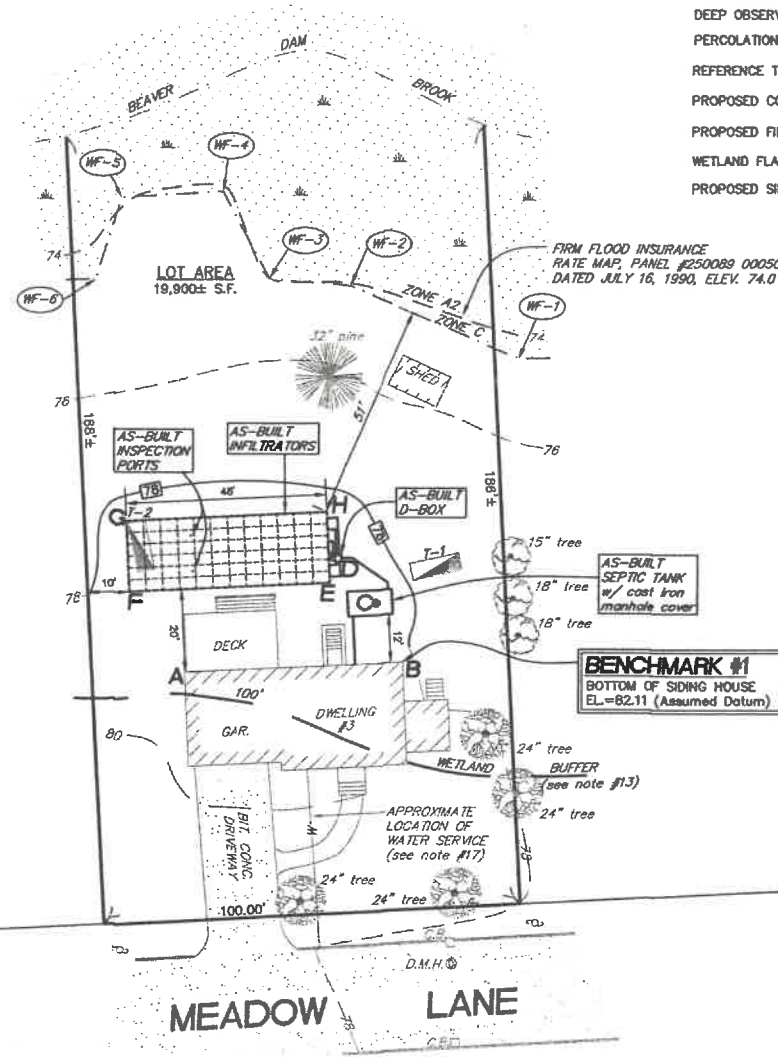 DEEP OBSERV
PERCOLATION
REFERENCE T
PROPOSED CO
PROPOSED FI
WETLAND FLA
PROPOSED SP
BEAVER DAM BROOK
WF-5
WF-4
WF-3
WF-2
WF-1
WF-6
74
LOT AREA
19,900± S.F.
FIRM FLOOD INSURANCE
RATE MAP, PANEL #250089 0005C
DATED JULY 16, 1990, ELEV. 74.0
ZONE A2
ZONE C
74
32" pine
SHED
51'
76
76
188'±
186'±
AS-BUILT
INSPECTION
PORTS
AS-BUILT
INFILTRATORS
AS-BUILT
D-BOX
78
46'
78
G
T-2
H
D
T-1
15" tree
18" tree
18" tree
AS-BUILT
SEPTIC TANK
w/ cast iron
manhole cover
10'
78
F
E
C
20'
12'
DECK
A
B
BENCHMARK #1
BOTTOM OF SIDING HOUSE
EL.=82.11 (Assumed Datum)
100'
GAR.
DWELLING
#3
80
24" tree
WETLAND BUFFER
(see note #13)
24" tree
BIT. CONC.
DRIVEWAY
W
APPROXIMATE
LOCATION OF
WATER SERVICE
(see note #17)
78
24" tree
24" tree
100.00'
C.B.
D.M.H.
MEADOW LANE
78
C.B.